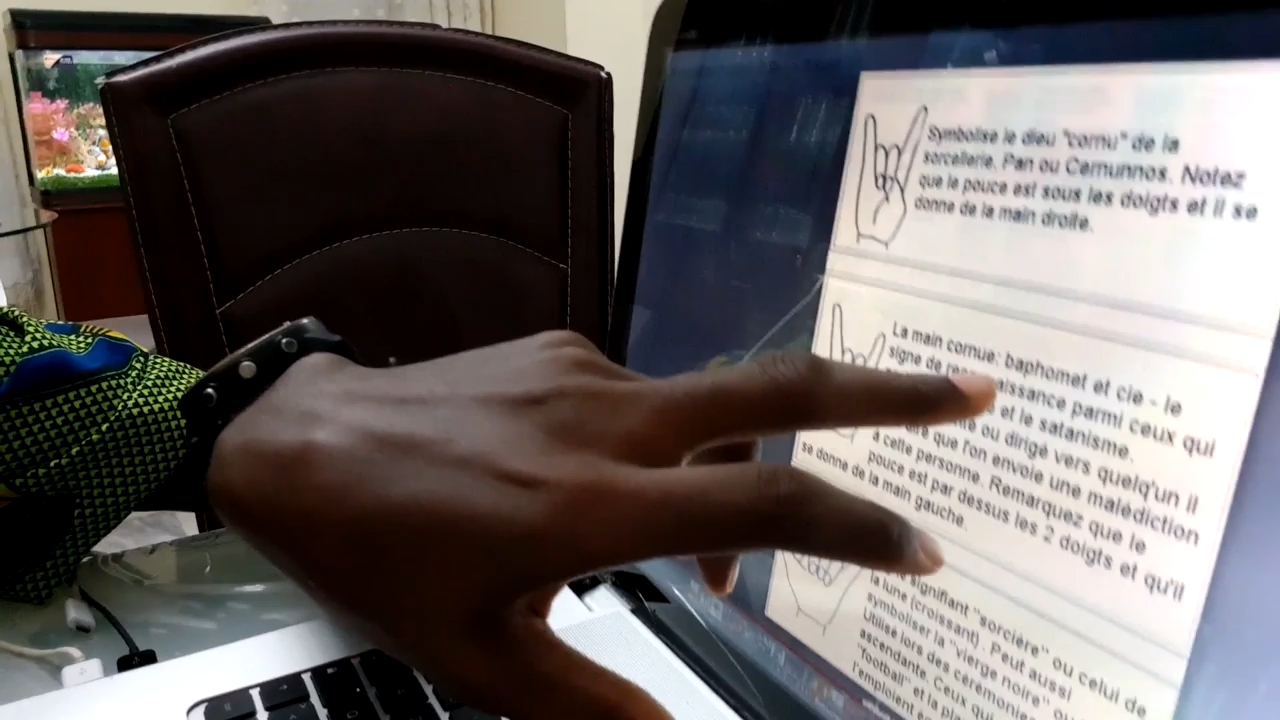 Symbolise le dieu "cornu" de la
sorcellerie. Pan ou Cernunnos. Notez
que le pouce est sous les doigts et il se
donne de la main droite.
La main cornue: baphomet et cie - le
signe de reconnaissance parmi ceux qui
et le satanisme.
ou dirigé vers quelq'un il
dire que l'on envoie une malédiction
à cette personne. Remarquez que le
pouce est par dessus les 2 doigts et qu'il
se donne de la main gauche.
signifiant "sorcière" ou celui de
la lune (croissant). Peut aussi
symboliser la "vierge noire"
Utilisé lors des cérémonies
ascendante. Ceux qui
"football" et la
l'emploient